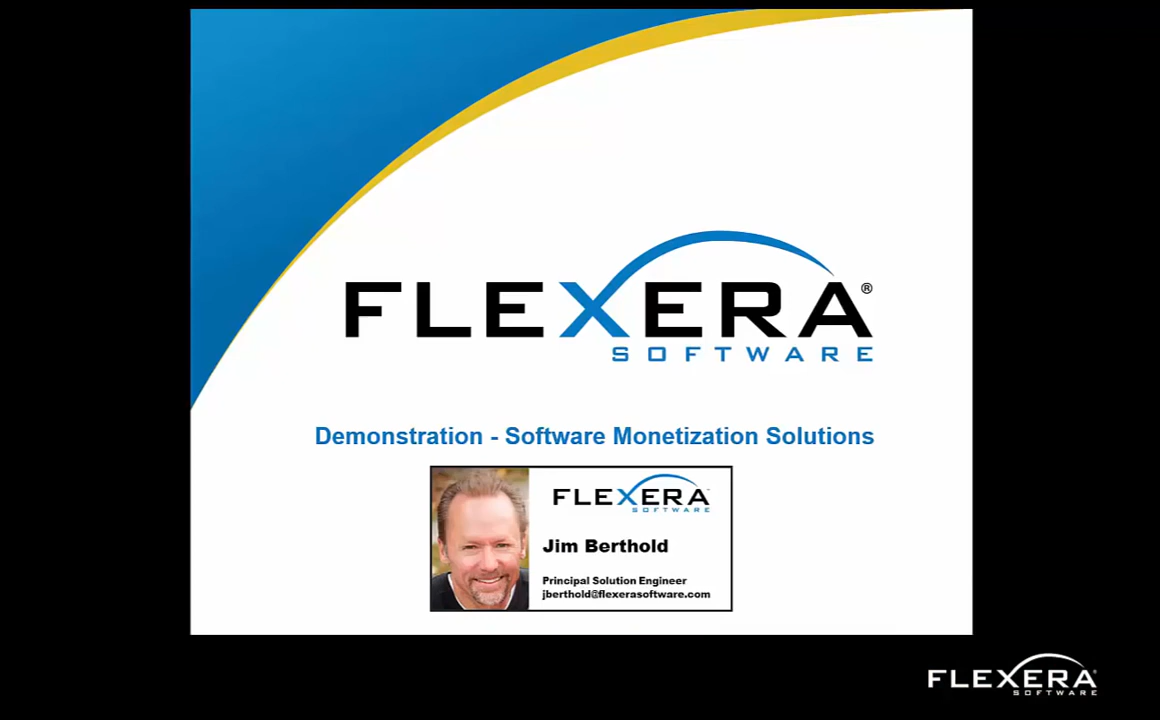 FLEXERA®
SOFTWARE
Demonstration - Software Monetization Solutions
FLEXERA
SOFTWARE
Jim Berthold
Principal Solution Engineer
jberthold@flexerasoftware.com
FLEXERA
SOFTWARE